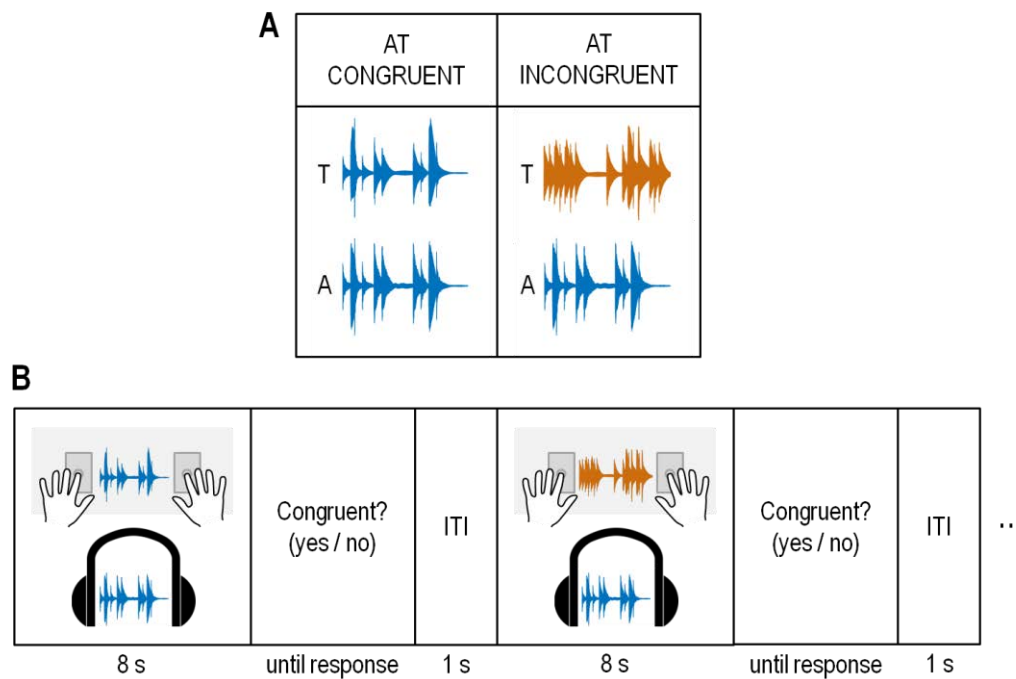 A
AT
CONGRUENT
AT
INCONGRUENT
T
T
A
A
B
Congruent?
(yes / no)
ITI
Congruent?
(yes / no)
ITI
..
8 s
until response
1 s
8 s
until response
1 s